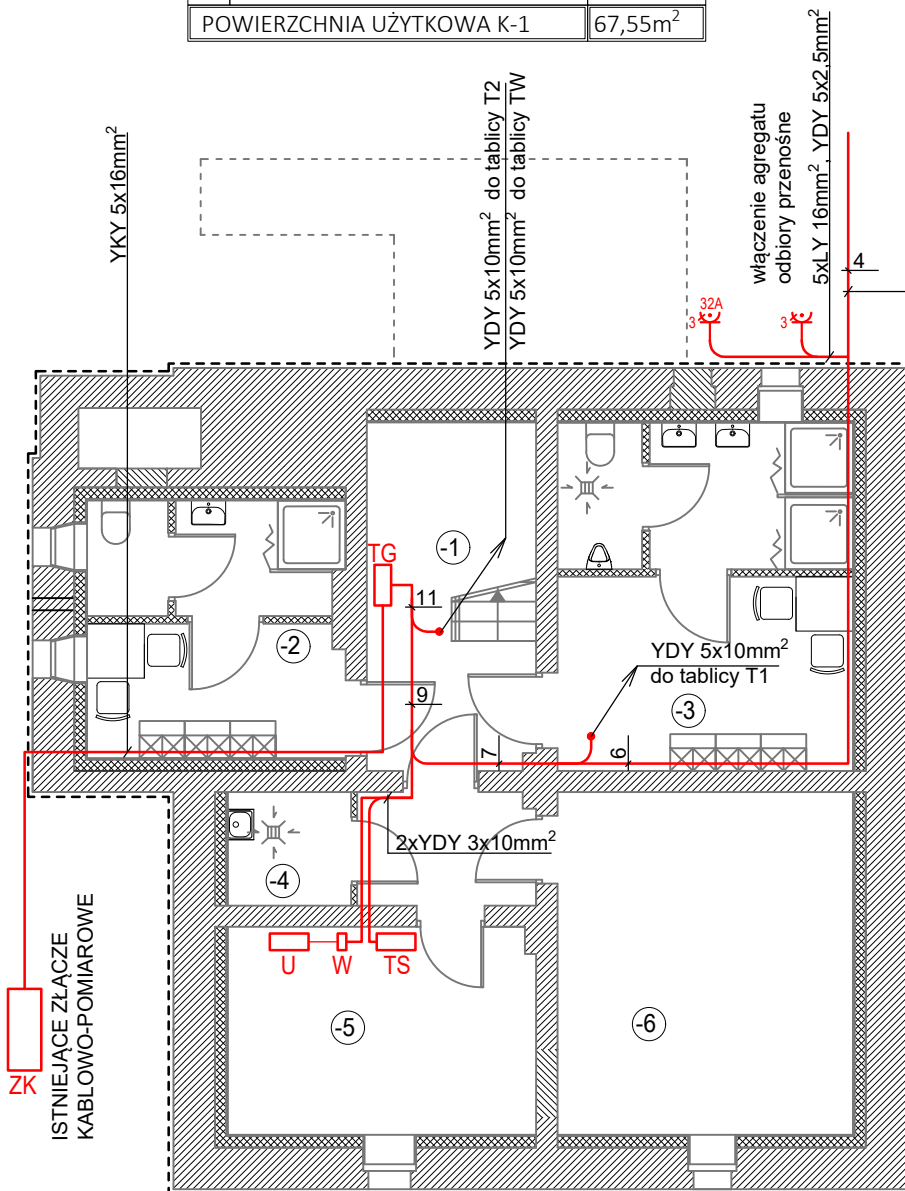 POWIERZCHNIA UŻYTKOWA K-1 67,55m²
YKY 5x16mm²
YDY 5x10mm² do tablicy T2
YDY 5x10mm² do tablicy TW
włączenie agregatu
odbiory przenośne
5xLY 16mm², YDY 5x2,5mm²
4
32A
3
3
-1
TG
11
-2
YDY 5x10mm²
do tablicy T1
-3
9
7
6
2xYDY 3x10mm²
-4
U
W
TS
-5
-6
ZK
ISTNIEJĄCE ZŁĄCZE
KABLOWO-POMIAROWE